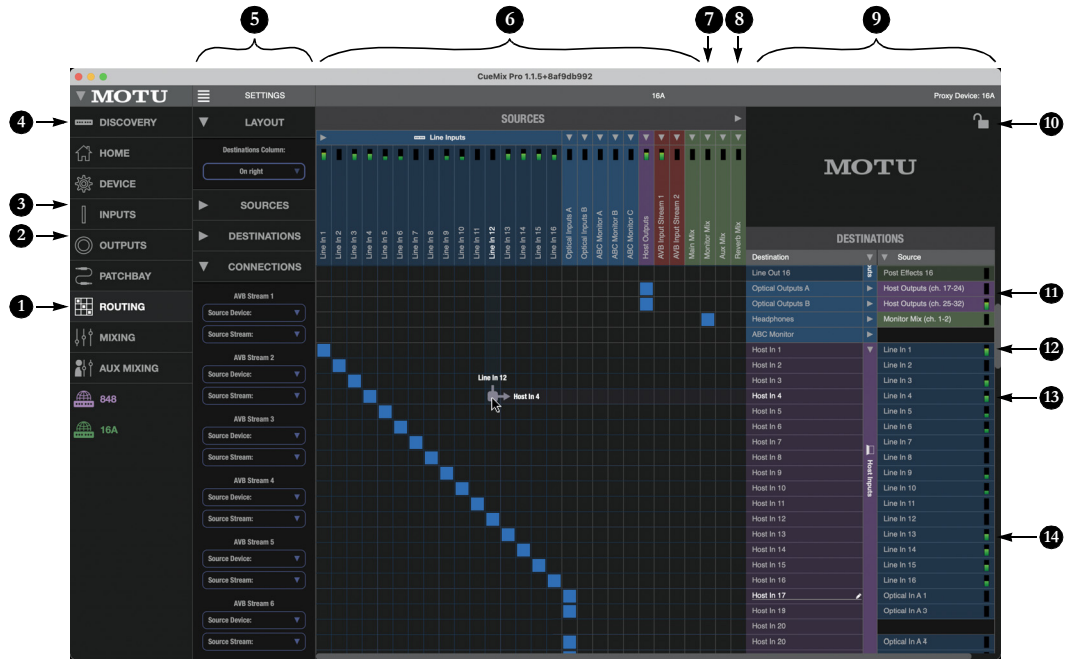 5
6
7
8
9
CueMix Pro 1.1.5+8af9db992
MOTU
SETTINGS
16A
Proxy Device: 16A
4
DISCOVERY
HOME
DEVICE
3
INPUTS
2
OUTPUTS
PATCHBAY
1
ROUTING
MIXING
AUX MIXING
848
16A
LAYOUT
Destinations Column:
On right
SOURCES
DESTINATIONS
CONNECTIONS
AVB Stream 1
Source Device:
Source Stream:
AVB Stream 2
Source Device:
Source Stream:
AVB Stream 3
Source Device:
Source Stream:
AVB Stream 4
Source Device:
Source Stream:
AVB Stream 5
Source Device:
Source Stream:
AVB Stream 6
Source Device:
Source Stream:
SOURCES
Line Inputs
Line In 1
Line In 2
Line In 3
Line In 4
Line In 5
Line In 6
Line In 7
Line In 8
Line In 9
Line In 10
Line In 11
Line In 12
Line In 13
Line In 14
Line In 15
Line In 16
Optical Inputs A
Optical Inputs B
ABC Monitor A
ABC Monitor B
ABC Monitor C
Host Outputs
AVB Input Stream 1
AVB Input Stream 2
Main Mix
Monitor Mix
Aux Mix
Reverb Mix
Line In 12
Host In 4
MOTU
10
DESTINATIONS
Destination
Source
Line Out 16
Post Effects 16
Optical Outputs A
Host Outputs (ch. 17-24)
11
Optical Outputs B
Host Outputs (ch. 25-32)
Headphones
Monitor Mix (ch. 1-2)
ABC Monitor
Host In 1
Line In 1
12
Host In 2
Line In 2
Host In 3
Line In 3
Host In 4
Line In 4
13
Host In 5
Line In 5
Host In 6
Line In 6
Host In 7
Line In 7
Host In 8
Line In 8
Host Inputs
Host In 9
Line In 9
Host In 10
Line In 10
Host In 11
Line In 11
Host In 12
Line In 12
Host In 13
Line In 13
14
Host In 14
Line In 14
Host In 15
Line In 15
Host In 16
Line In 16
Host In 17
Optical In A 1
Host In 19
Optical In A 3
Host In 20
Host In 20
Optical In A 4